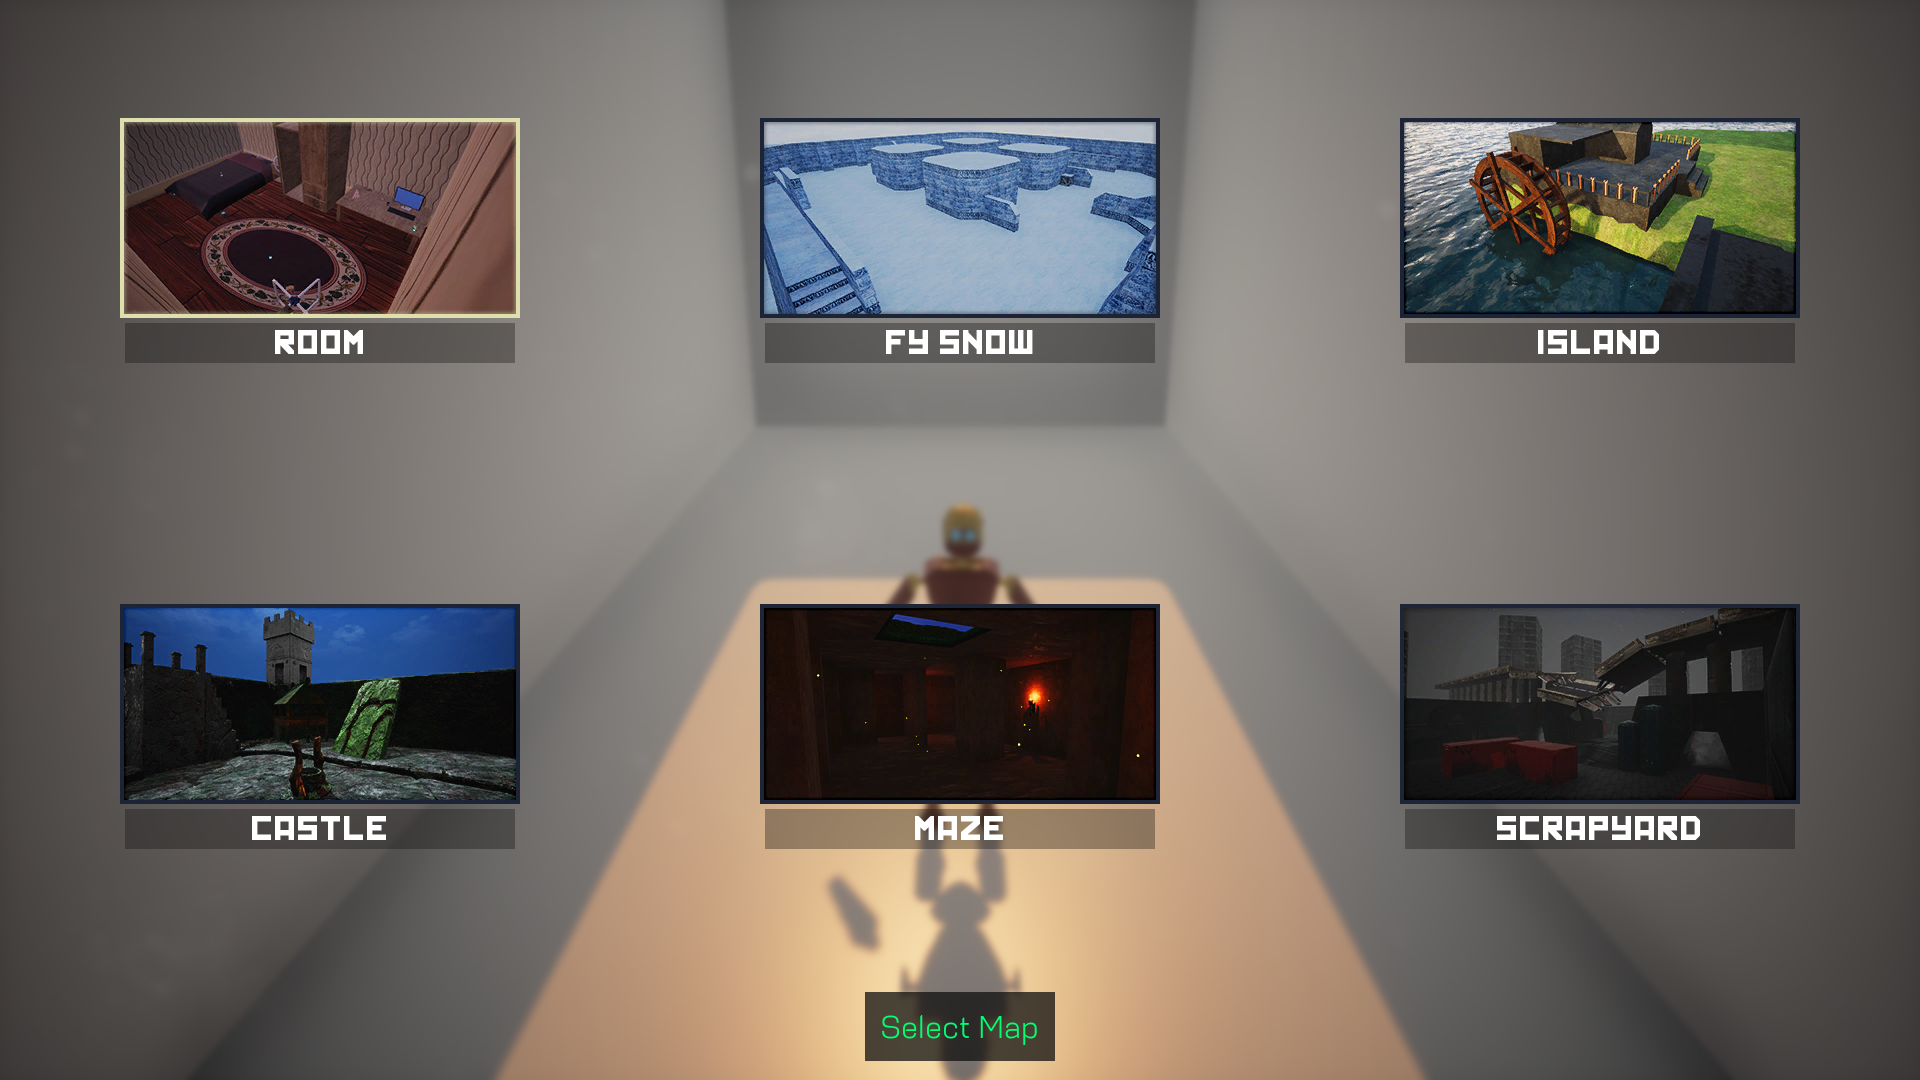 ROOM
FY SNOW
ISLAND
CASTLE
MAZE
SCRAPYARD
Select Map